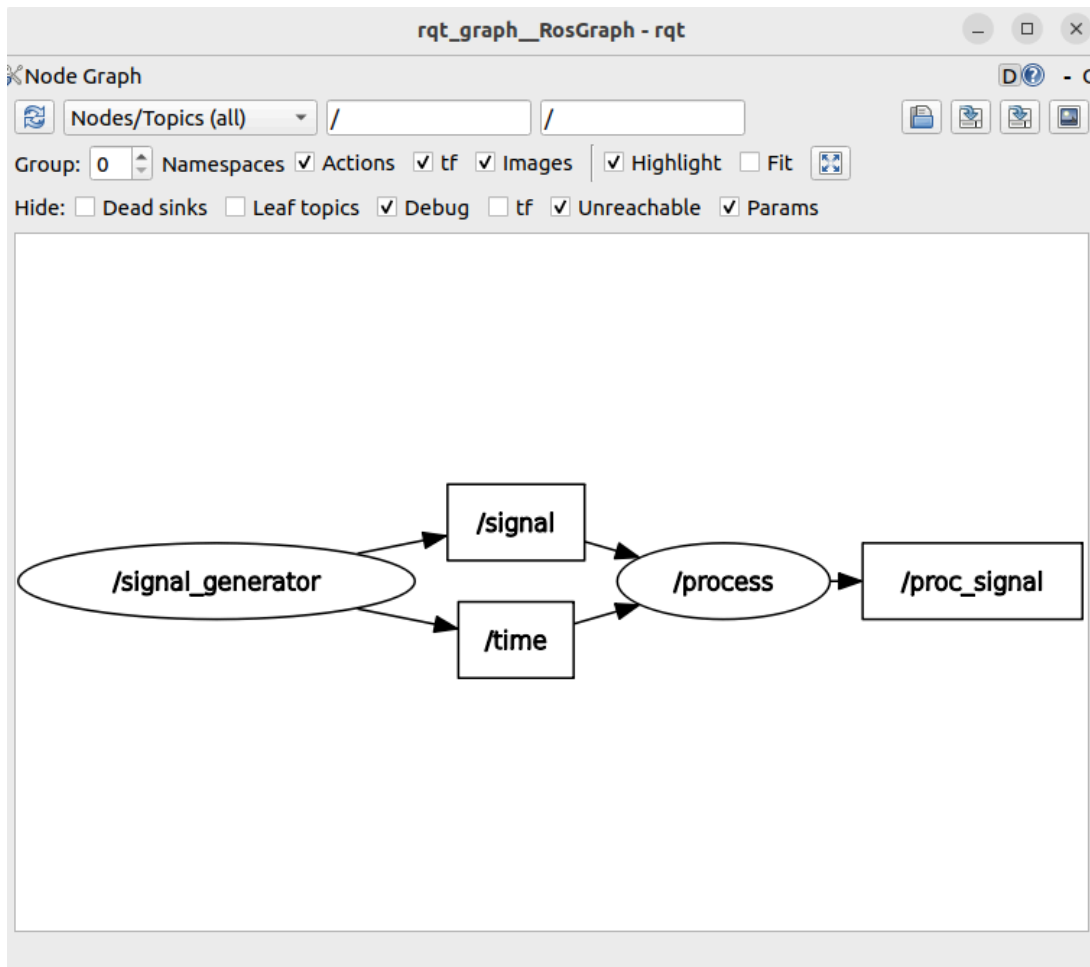 rqt_graph__RosGraph - rqt
Node Graph D ? - C
Nodes/Topics (all) / /
Group: 0 Namespaces Actions tf Images Highlight Fit
Hide: Dead sinks Leaf topics Debug tf Unreachable Params
/signal
/signal_generator /process /proc_signal
/time